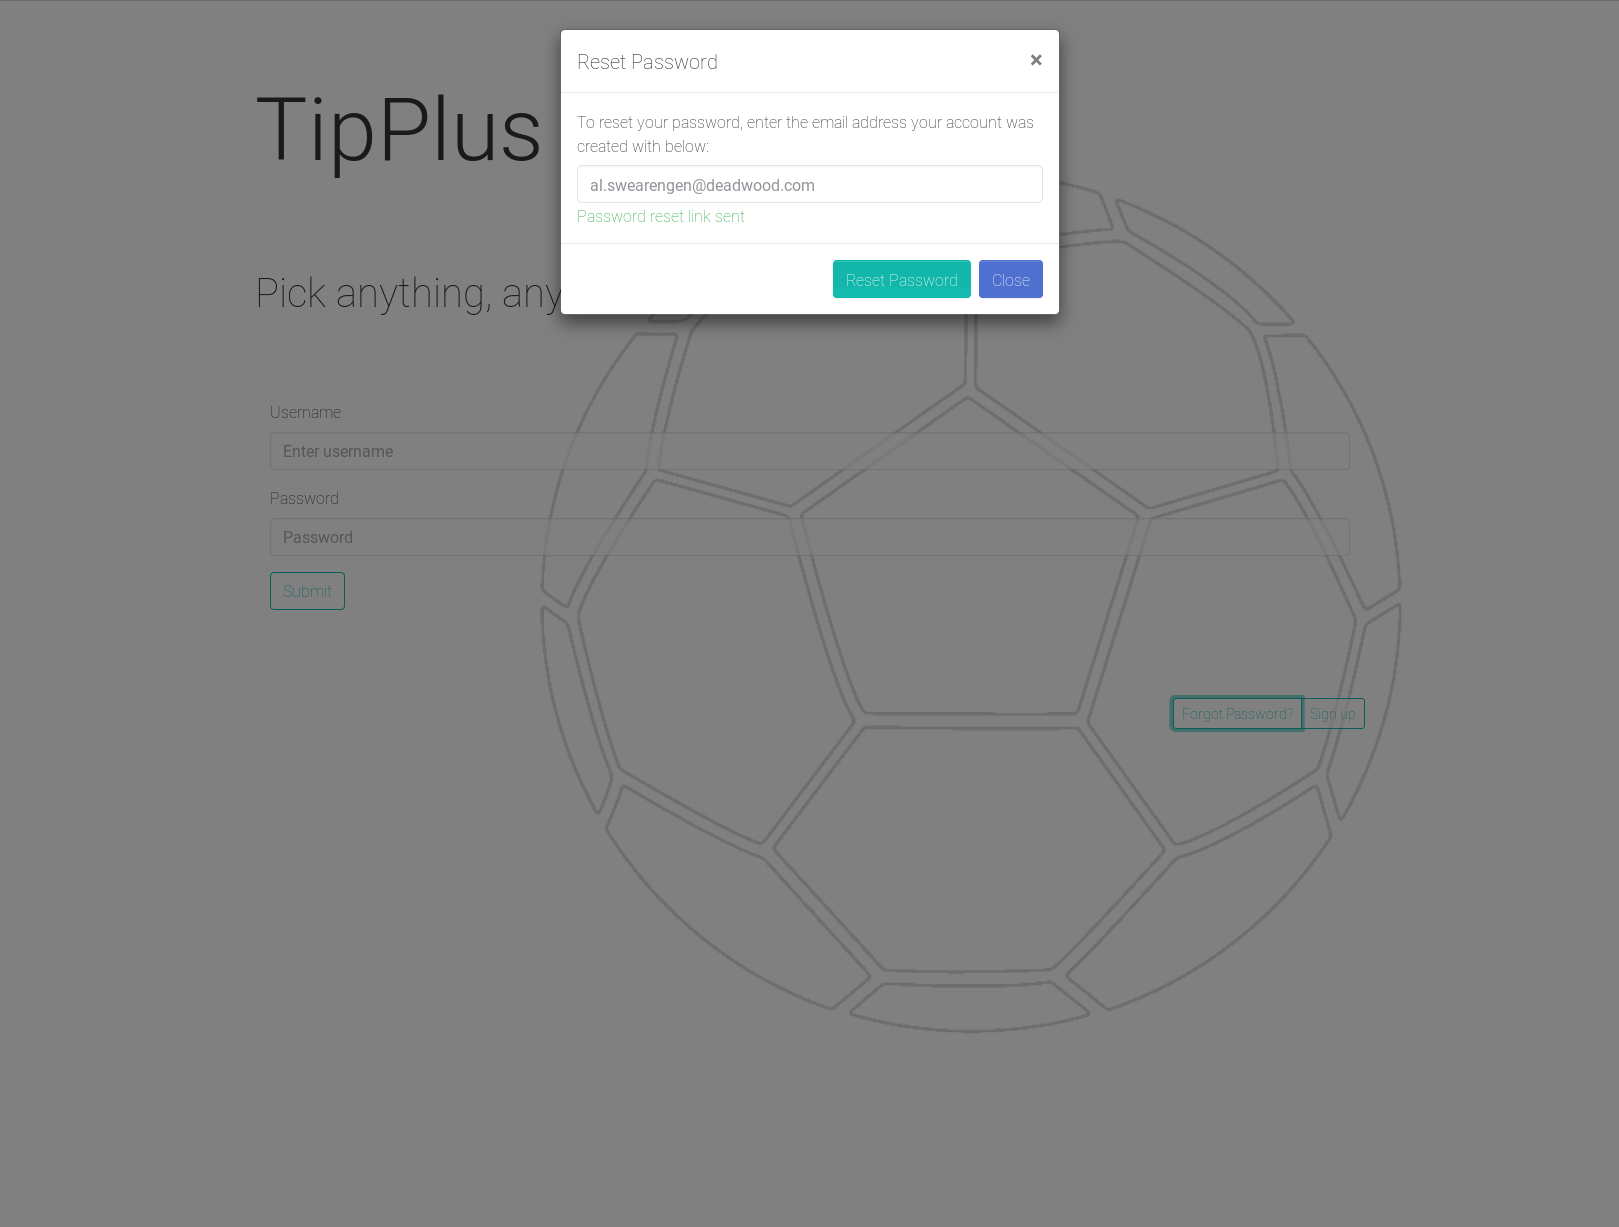 Reset Password ×
To reset your password, enter the email address your account was
created with below:
al.swearengen@deadwood.com
Password reset link sent
Reset Password Close
TipPlus
Pick anything, any
Username
Enter username
Password
Password
Submit
Forgot Password? Sign up